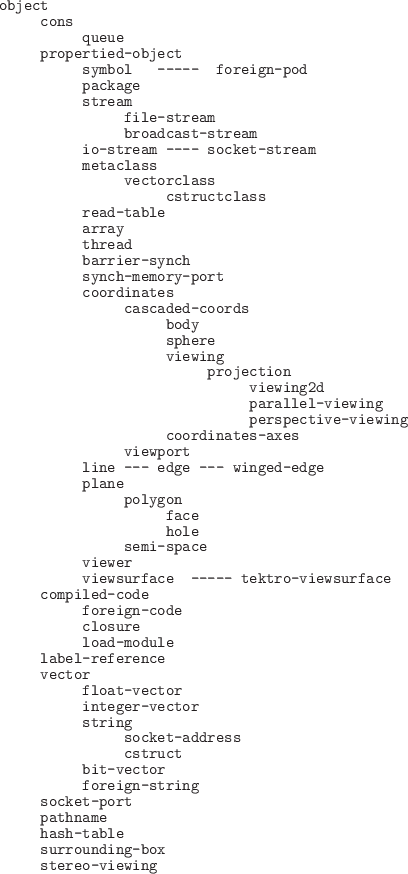 object
cons
queue
propertied-object
symbol ----- foreign-pod
package
stream
file-stream
broadcast-stream
io-stream ---- socket-stream
metaclass
vectorclass
cstructclass
read-table
array
thread
barrier-synch
synch-memory-port
coordinates
cascaded-coords
body
sphere
viewing
projection
viewing2d
parallel-viewing
perspective-viewing
coordinates-axes
viewport
line --- edge --- winged-edge
plane
polygon
face
hole
semi-space
viewer
viewsurface ----- tektro-viewsurface
compiled-code
foreign-code
closure
load-module
label-reference
vector
float-vector
integer-vector
string
socket-address
cstruct
bit-vector
foreign-string
socket-port
pathname
hash-table
surrounding-box
stereo-viewing